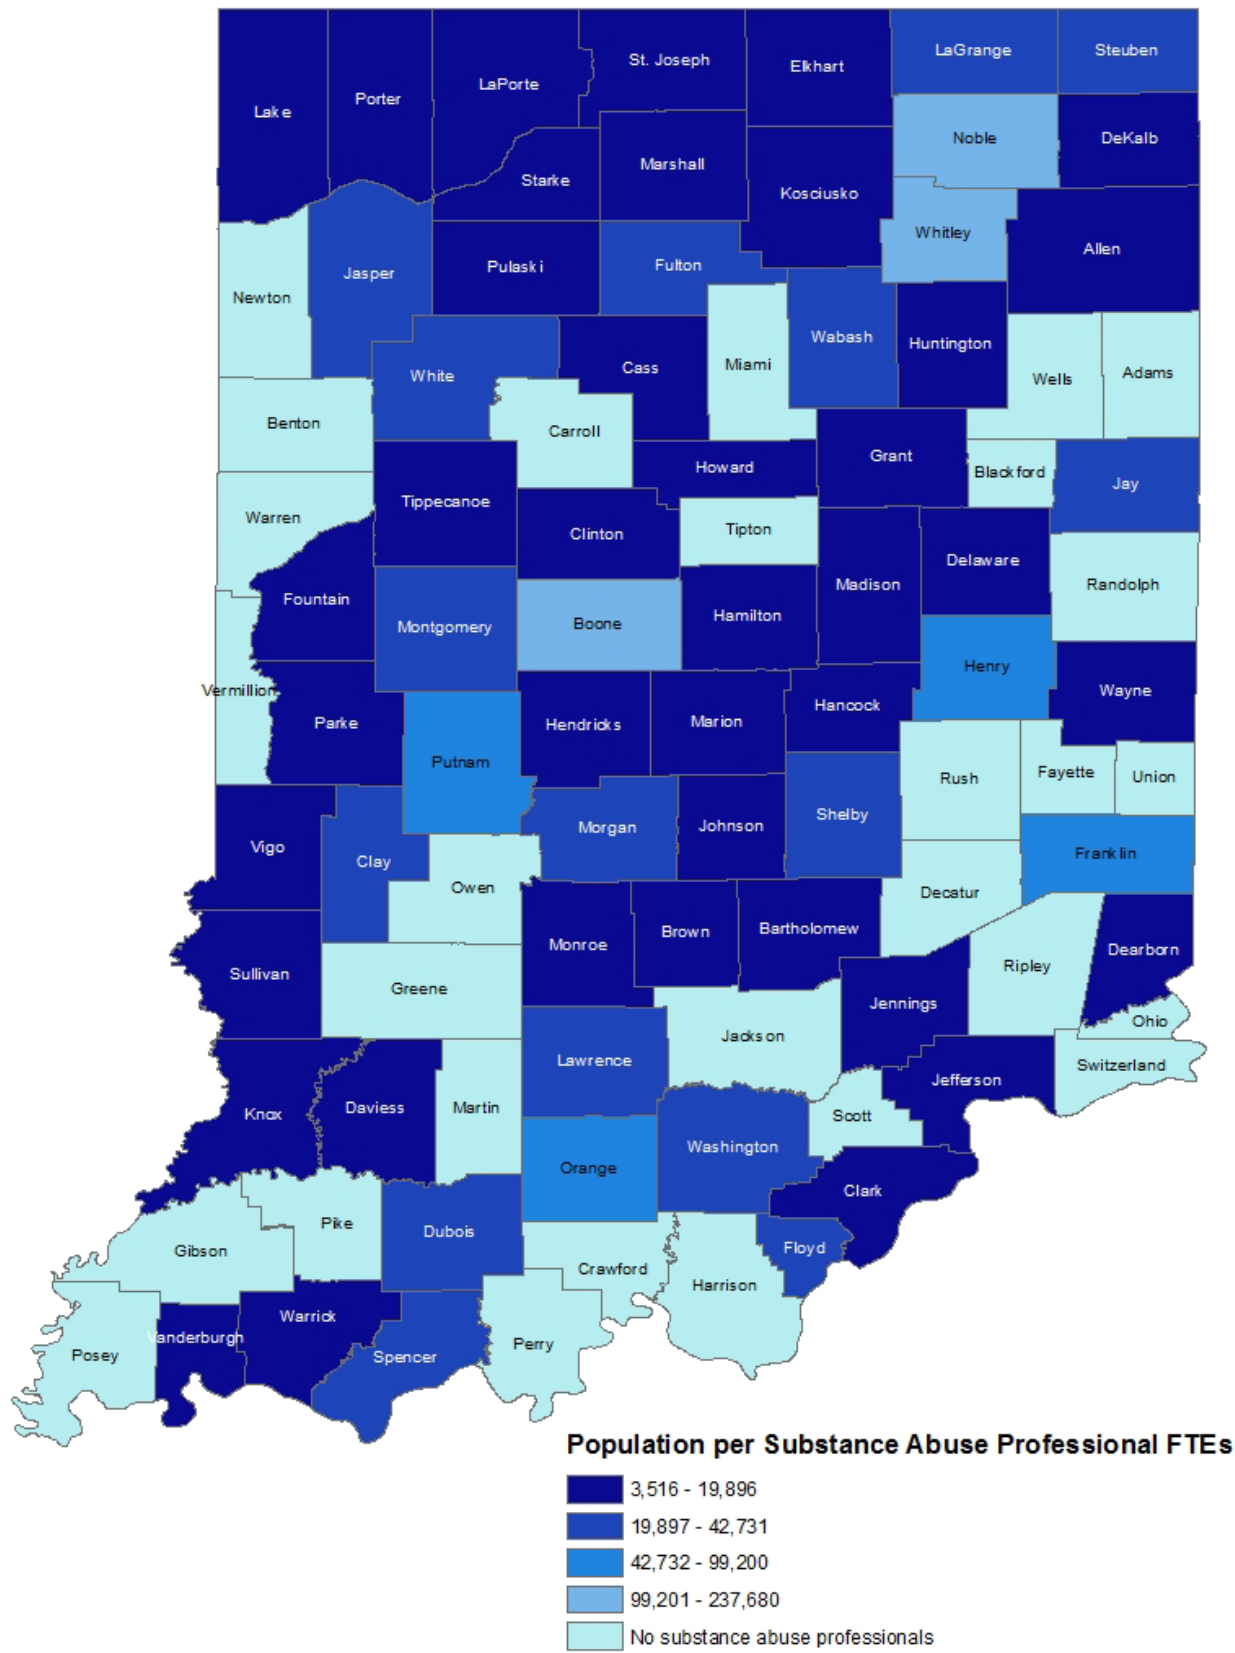 St. Joseph
LaGrange
Steuben
Elkhart
LaPorte
Porter
Lake
Noble
DeKalb
Marshall
Starke
Kosciusko
Whitley
Allen
Pulaski
Fulton
Jasper
Newton
Wabash
Huntington
Miami
Cass
White
Wells
Adams
Benton
Carroll
Grant
Howard
Blackford
Jay
Tippecanoe
Warren
Clinton
Tipton
Delaware
Madison
Randolph
Fountain
Hamilton
Boone
Montgomery
Henry
Vermillion
Wayne
Hancock
Parke
Hendricks
Marion
Putnam
Rush
Fayette
Union
Shelby
Morgan
Johnson
Vigo
Clay
Franklin
Owen
Decatur
Bartholomew
Brown
Monroe
Dearborn
Ripley
Sullivan
Greene
Jennings
Ohio
Jackson
Lawrence
Switzerland
Jefferson
Knox
Daviess
Martin
Scott
Washington
Orange
Clark
Pike
Dubois
Gibson
Floyd
Crawford
Harrison
Warrick
Vanderburgh
Perry
Spencer
Posey
Population per Substance Abuse Professional FTEs
3,516 - 19,896
19,897 - 42,731
42,732 - 99,200
99,201 - 237,680
No substance abuse professionals